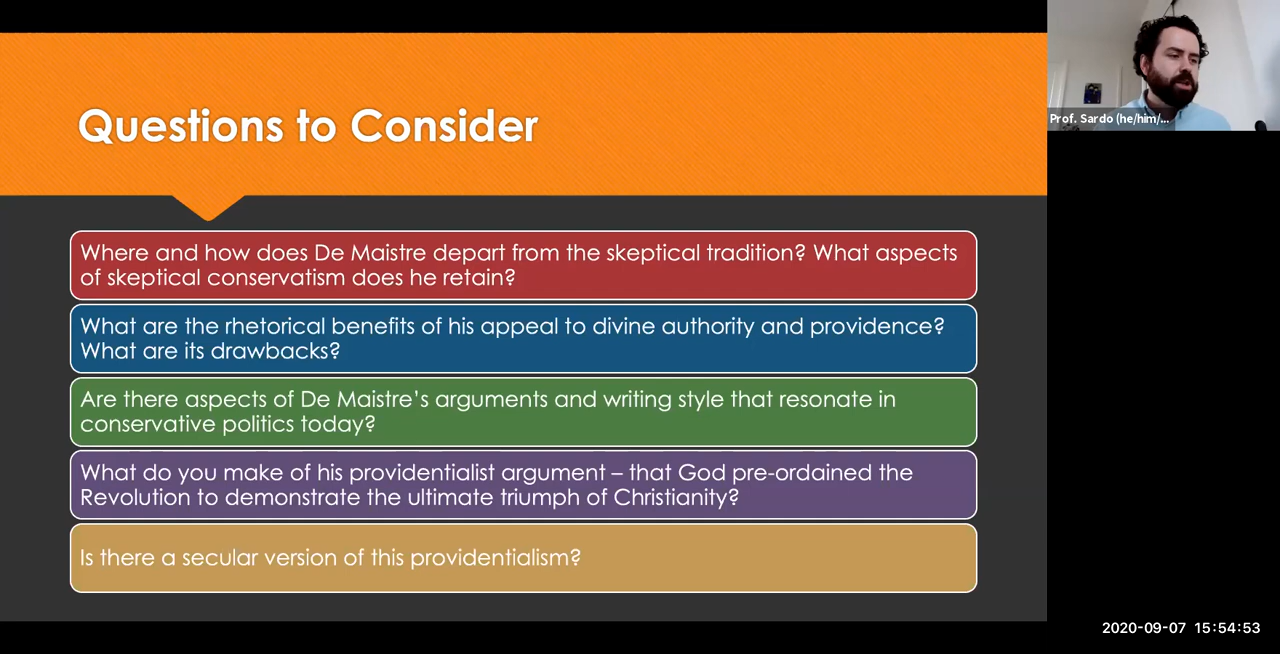 Questions to Consider
Prof. Sardo (he/him/...
Where and how does De Maistre depart from the skeptical tradition? What aspects
of skeptical conservatism does he retain?
What are the rhetorical benefits of his appeal to divine authority and providence?
What are its drawbacks?
Are there aspects of De Maistre’s arguments and writing style that resonate in
conservative politics today?
What do you make of his providentialist argument – that God pre-ordained the
Revolution to demonstrate the ultimate triumph of Christianity?
Is there a secular version of this providentialism?
2020-09-07 15:54:53